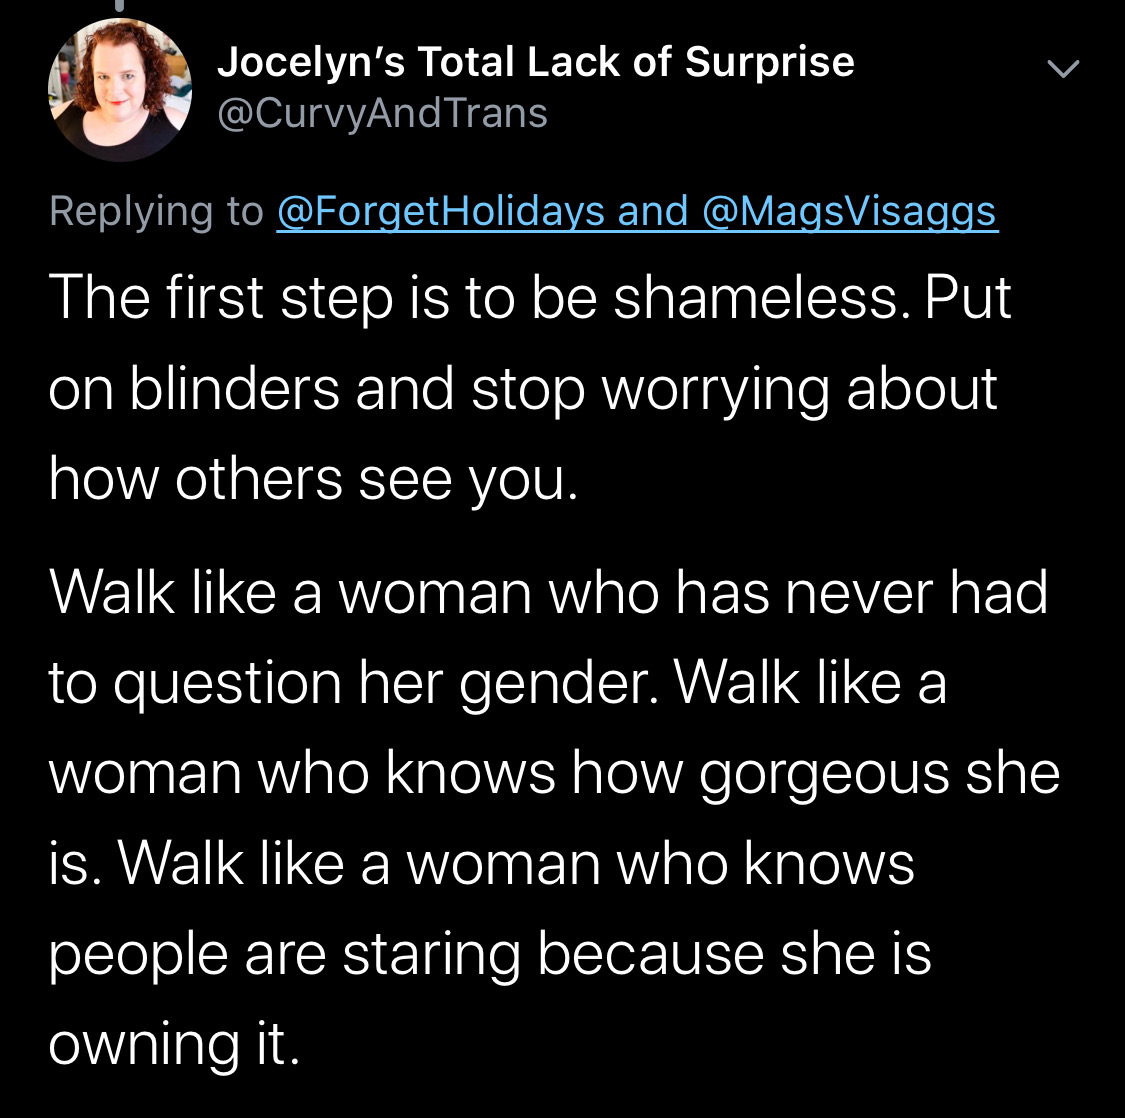 Jocelyn’s Total Lack of Surprise
@CurvyAndTrans
Replying to @ForgetHolidays and @MagsVisaggs
The first step is to be shameless. Put
on blinders and stop worrying about
how others see you.
Walk like a woman who has never had
to question her gender. Walk like a
woman who knows how gorgeous she
is. Walk like a woman who knows
people are staring because she is
owning it.